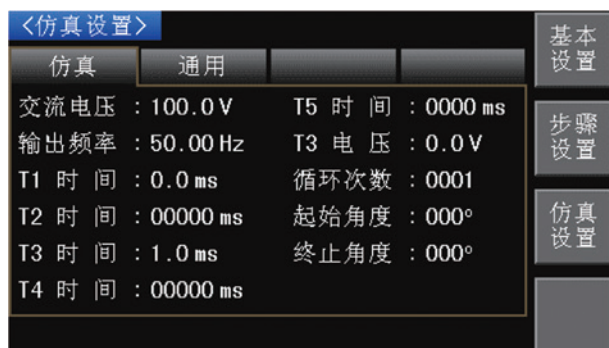 <仿真设置>
仿真 通用
交流电压 : 100.0 V T5 时 间 : 0000 ms
输出频率 : 50.00 Hz T3 电 压 : 0.0 V
T1 时 间 : 0.0 ms 循环次数 : 0001
T2 时 间 : 00000 ms 起始角度 : 000°
T3 时 间 : 1.0 ms 终止角度 : 000°
T4 时 间 : 00000 ms
基本
设置
步骤
设置
仿真
设置